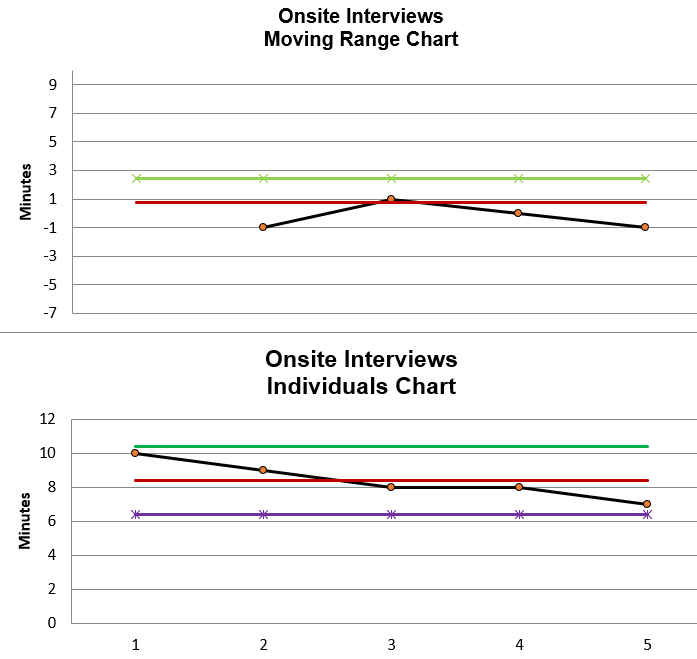 Onsite Interviews
Moving Range Chart
9
7
5
3
1
-1
-3
-5
-7
Minutes
Onsite Interviews
Individuals Chart
12
10
8
6
4
2
0
Minutes
1 2 3 4 5